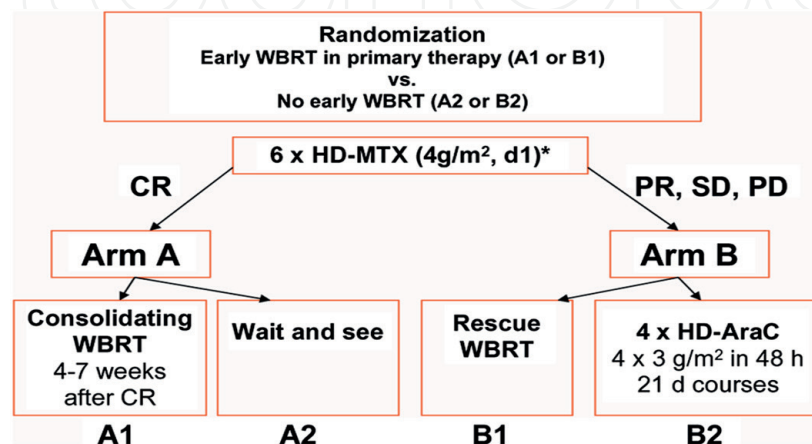 Randomization
Early WBRT in primary therapy (A1 or B1)
vs.
No early WBRT (A2 or B2)
6 x HD-MTX (4g/m², d1)*
CR
PR, SD, PD
Arm A
Arm B
Consolidating
WBRT
4-7 weeks
after CR
Wait and see
Rescue
WBRT
4 x HD-AraC
4 x 3 g/m² in 48 h
21 d courses
A1
A2
B1
B2